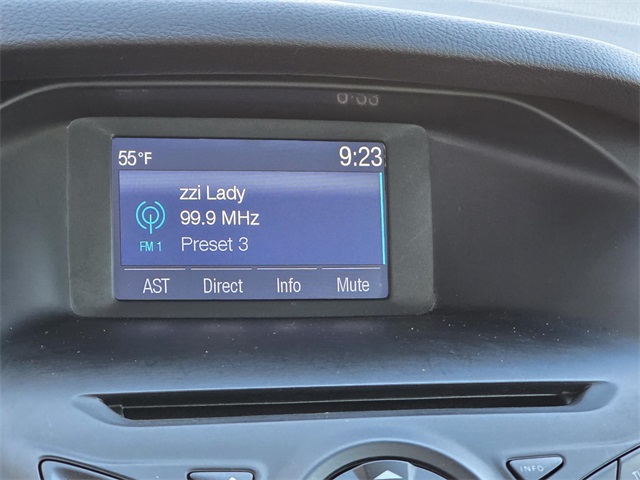 55°F 9:23
zzi Lady
99.9 MHz
FM 1 Preset 3
AST Direct Info Mute
INFO